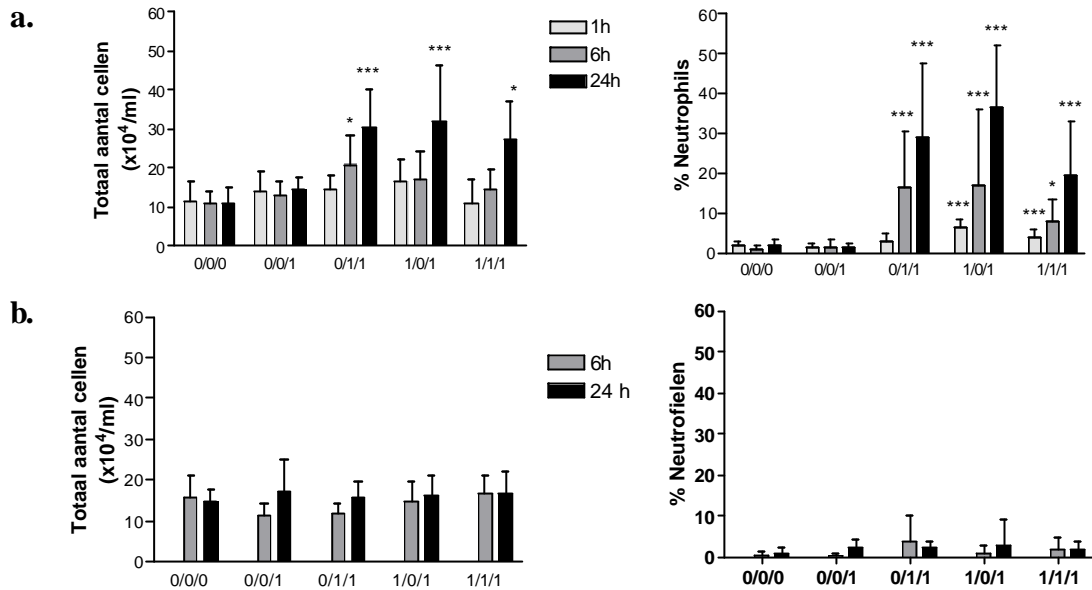 a.
Totaal aantal cellen
(x10⁴/ml)
60
50
40
30
20
10
0
0/0/0 0/0/1 0/1/1 1/0/1 1/1/1
* *** *** *
1h
6h
24h
% Neutrophils
60
50
40
30
20
10
0
*** *** *** *** *** *** * ***
0/0/0 0/0/1 0/1/1 1/0/1 1/1/1
b.
Totaal aantal cellen
(x10⁴/ml)
60
50
40
30
20
10
0
0/0/0 0/0/1 0/1/1 1/0/1 1/1/1
6h
24 h
% Neutrofielen
60
50
40
30
20
10
0
0/0/0 0/0/1 0/1/1 1/0/1 1/1/1